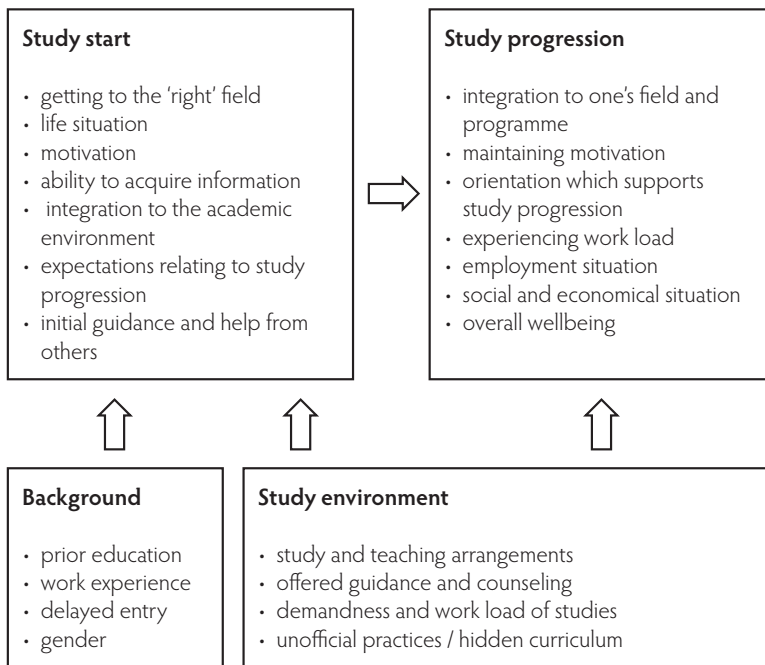 Study start
• getting to the 'right' field
• life situation
• motivation
• ability to acquire information
• integration to the academic
environment
• expectations relating to study
progression
• initial guidance and help from
others
Study progression
• integration to one's field and
programme
• maintaining motivation
• orientation which supports
study progression
• experiencing work load
• employment situation
• social and economical situation
• overall wellbeing
Background
• prior education
• work experience
• delayed entry
• gender
Study environment
• study and teaching arrangements
• offered guidance and counseling
• demandness and work load of studies
• unofficial practices / hidden curriculum